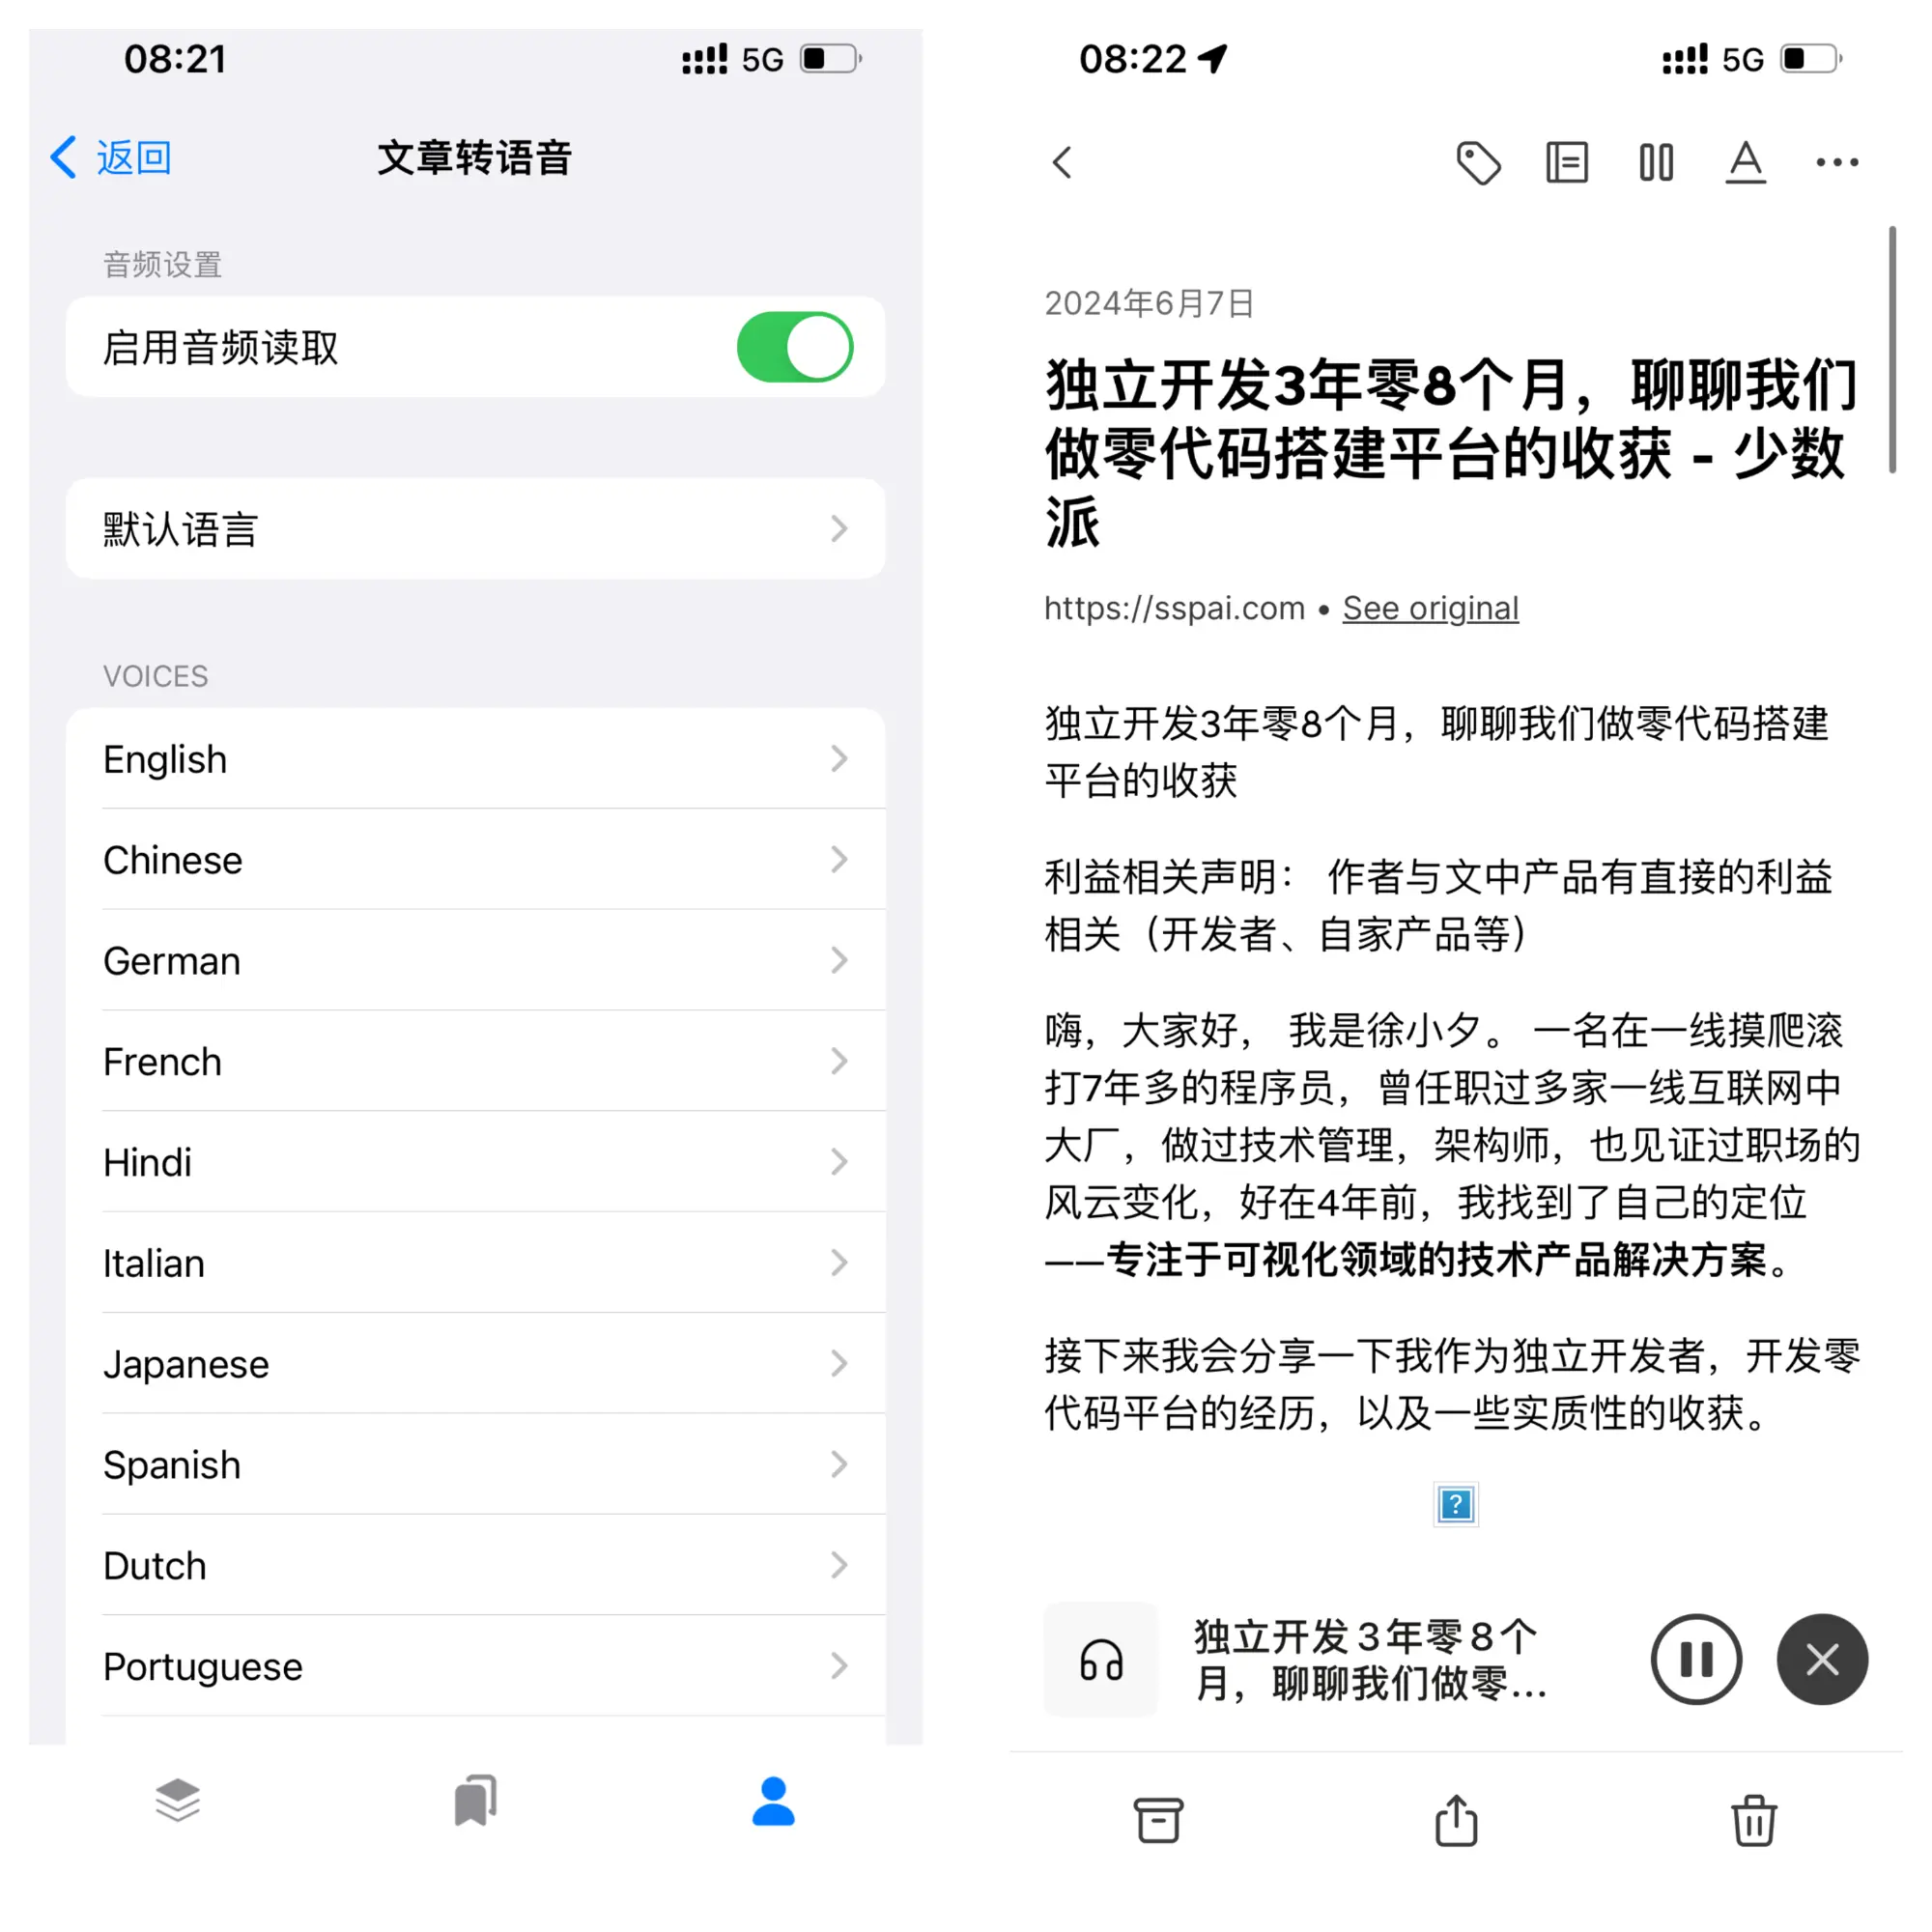 08:21
5G
返回
文章转语音
音频设置
启用音频读取
默认语言
VOICES
English
Chinese
German
French
Hindi
Italian
Japanese
Spanish
Dutch
Portuguese
08:22
5G
2024年6月7日
独立开发3年零8个月，聊聊我们
做零代码搭建平台的收获 - 少数
派
https://sspai.com • See original
独立开发3年零8个月，聊聊我们做零代码搭建
平台的收获
利益相关声明： 作者与文中产品有直接的利益
相关（开发者、自家产品等）
嗨，大家好， 我是徐小夕。 一名在一线摸爬滚
打7年多的程序员，曾任职过多家一线互联网中
大厂，做过技术管理，架构师，也见证过职场的
风云变化，好在4年前，我找到了自己的定位
——专注于可视化领域的技术产品解决方案。
接下来我会分享一下我作为独立开发者，开发零
代码平台的经历，以及一些实质性的收获。
?
独立开发3年零8个
月，聊聊我们做零...